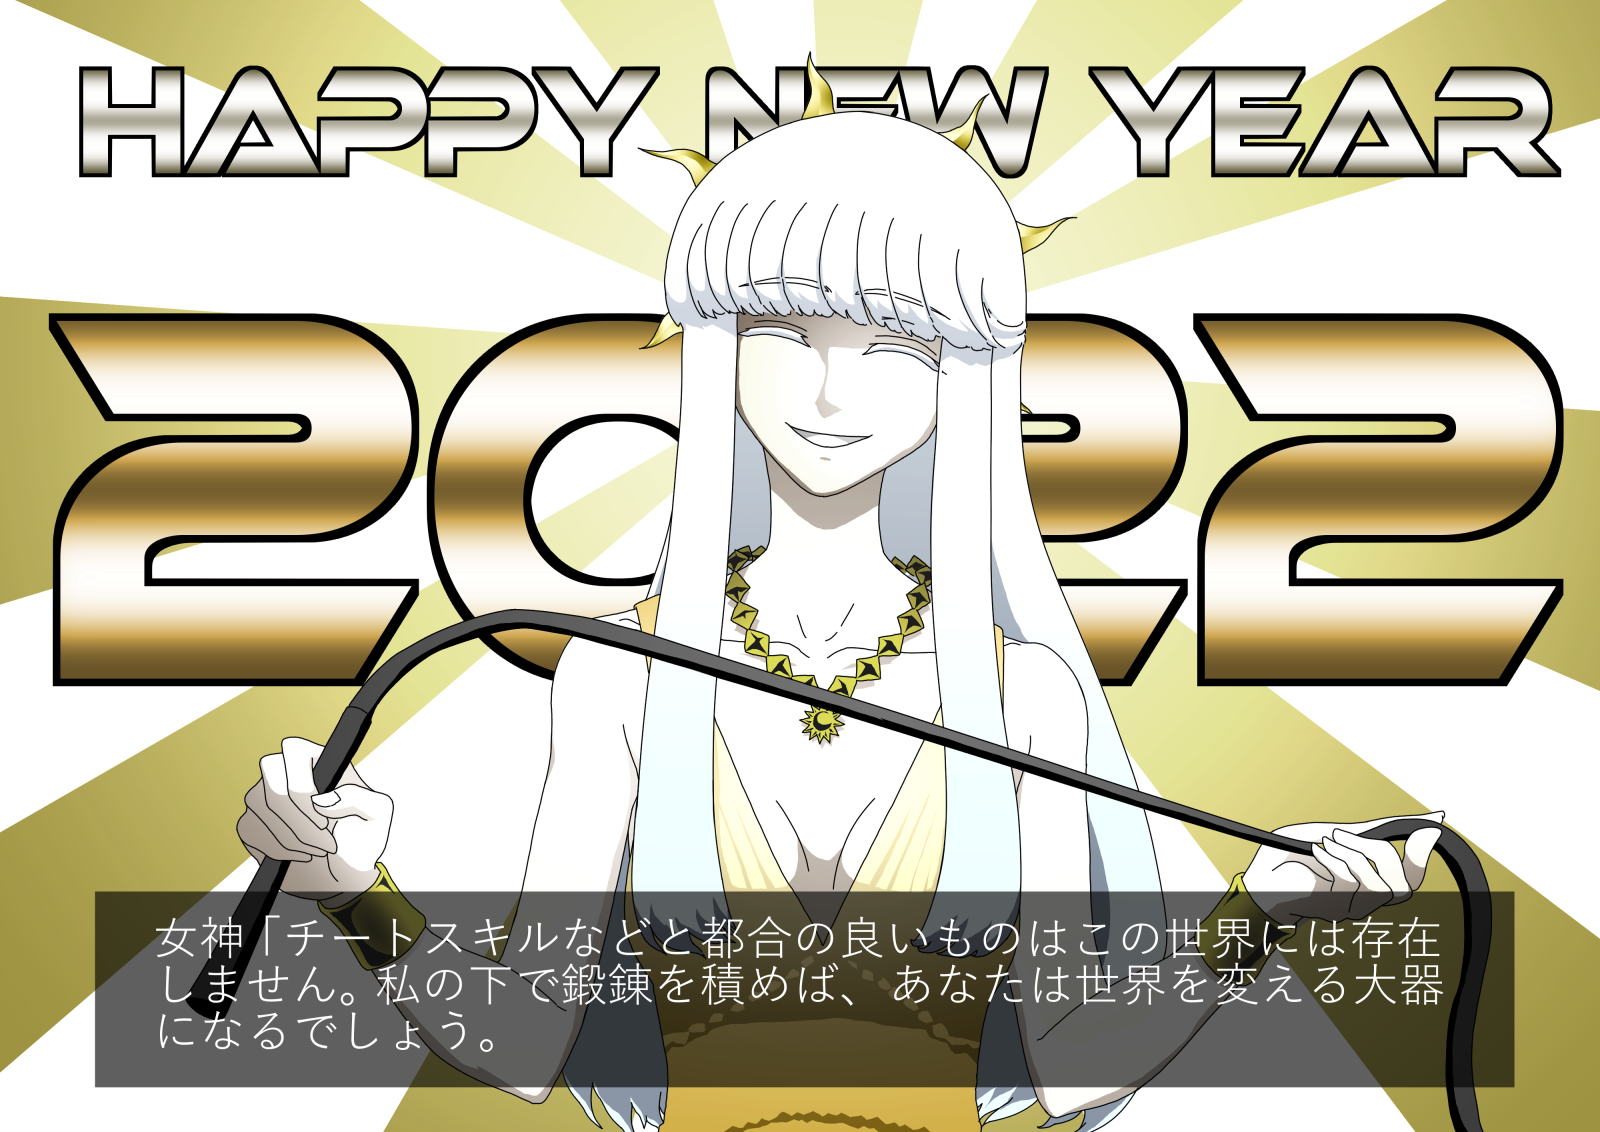 HAPPY NEW YEAR
2022
女神「チートスキルなどと都合の良いものはこの世界には存在
しません。私の下で鍛錬を積めば、あなたは世界を変える大器
になるでしょう。